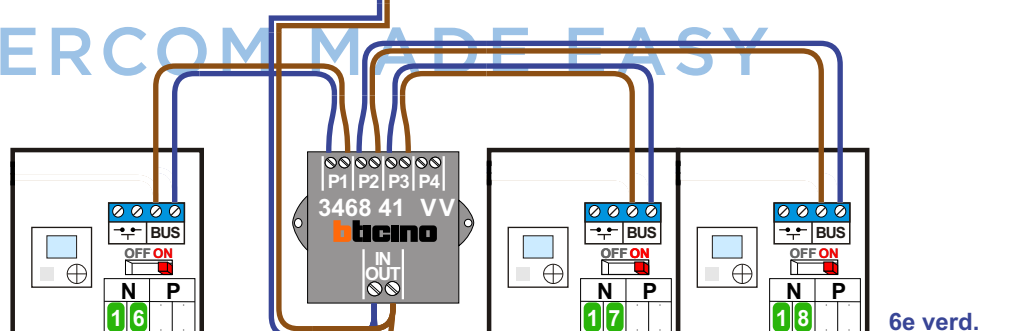 ERCOM MADE EASY
P1 P2 P3 P4
3468 41 VV
bticino
IN
OUT
BUS
OFF ON
N P
1 6
BUS
OFF ON
N P
1 7
BUS
OFF ON
N P
1 8
6e verd.